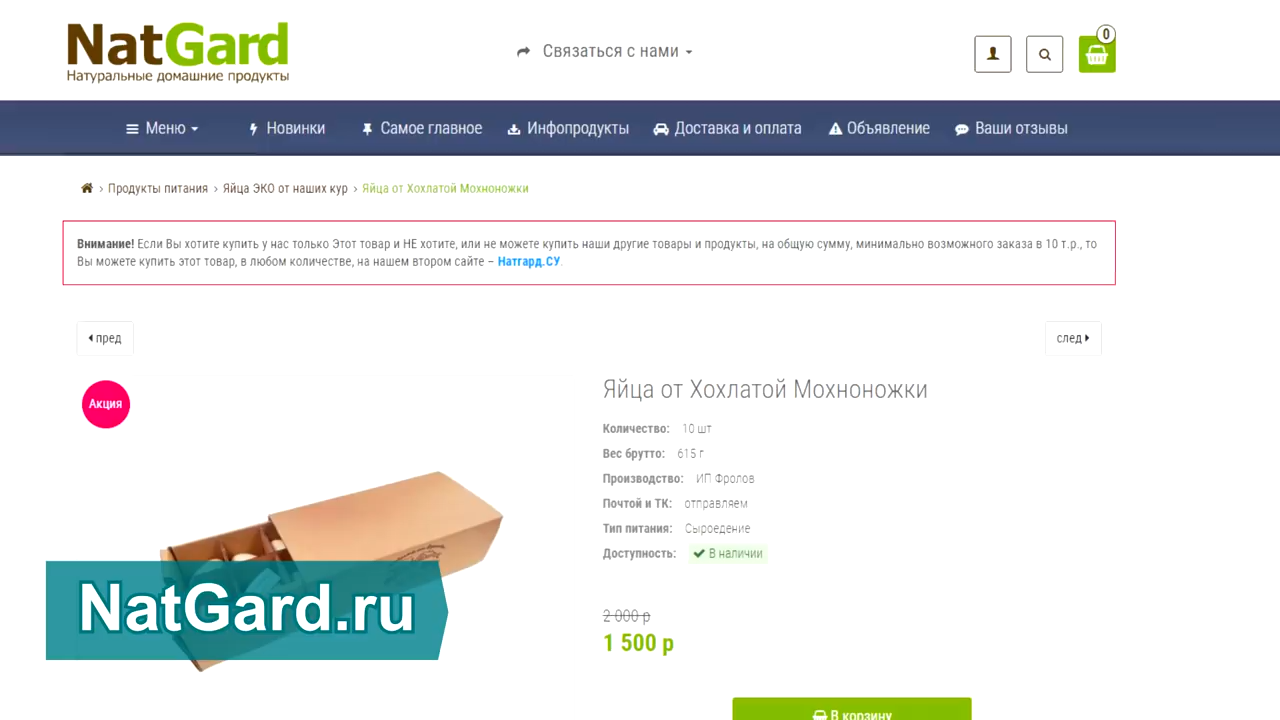 NatGard
Натуральные домашние продукты
Связаться с нами
0
Меню
Новинки
Самое главное
Инфопродукты
Доставка и оплата
Объявление
Ваши отзывы
› Продукты питания › Яйца ЭКО от наших кур › Яйца от Хохлатой Мохноножки
Внимание! Если Вы хотите купить у нас только Этот товар и НЕ хотите, или не можете купить наши другие товары и продукты, на общую сумму, минимально возможного заказа в 10 т.р., то
Вы можете купить этот товар, в любом количестве, на нашем втором сайте – Натгард.СУ.
пред
след
Акция
Яйца от Хохлатой Мохноножки
Количество: 10 шт
Вес брутто: 615 г
Производство: ИП Фролов
Почтой и ТК: отправляем
Тип питания: Сыроедение
Доступность: В наличии
2 000 р
1 500 р
NatGard.ru
В корзину